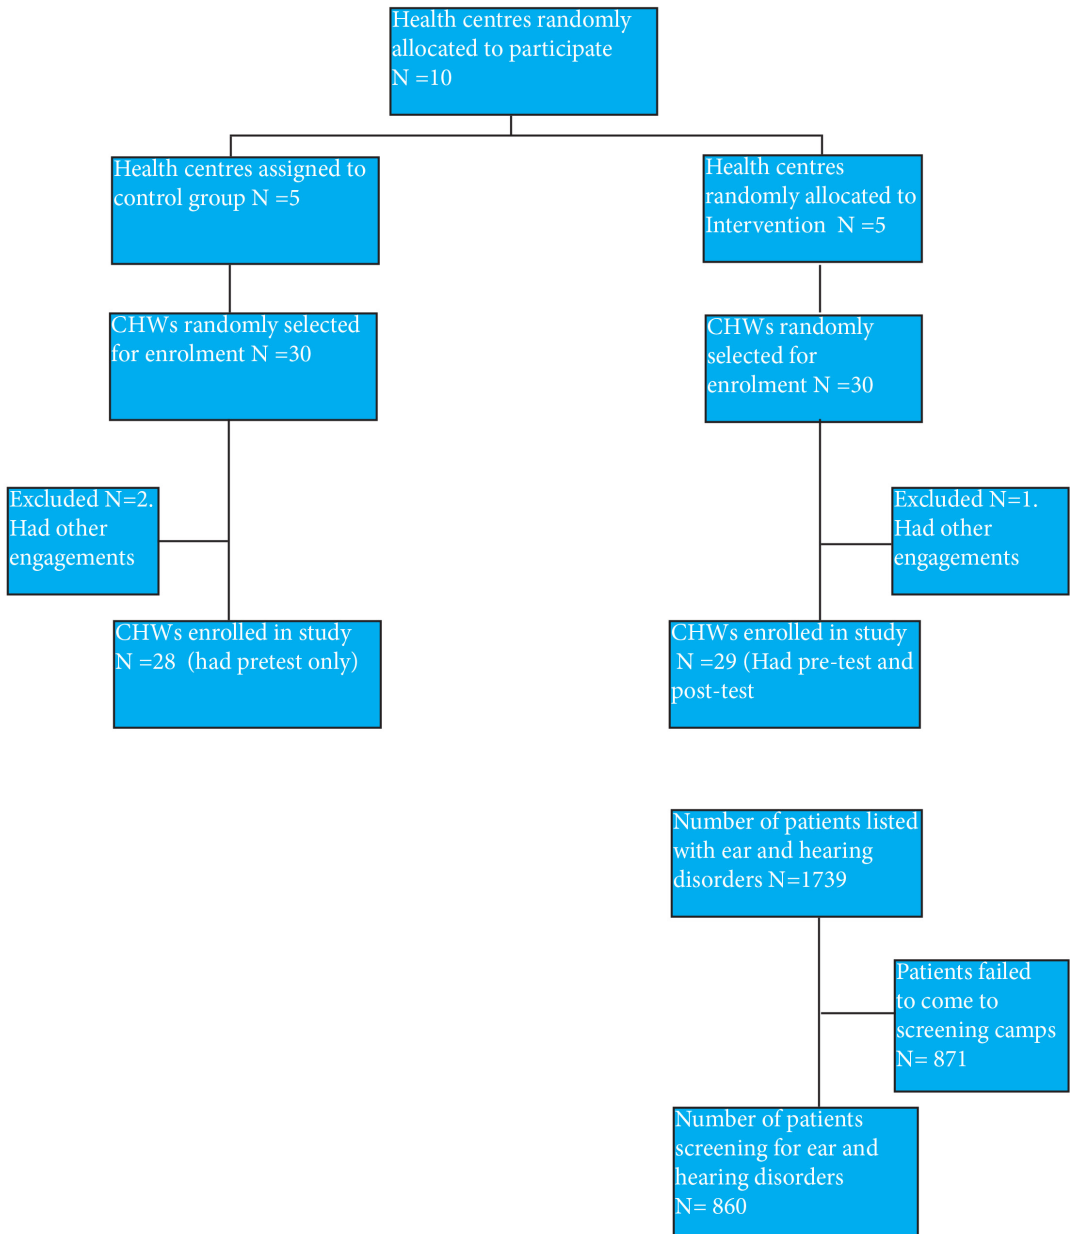 Health centres randomly
allocated to participate
N =10
Health centres assigned to
control group N =5
Health centres
randomly allocated to
Intervention N =5
CHWs randomly selected
for enrolment N =30
CHWs randomly
selected for
enrolment N =30
Excluded N=2.
Had other
engagements
Excluded N=1.
Had other
engagements
CHWs enrolled in study
N =28 (had pretest only)
CHWs enrolled in study
N =29 (Had pre-test and
post-test
Number of patients listed
with ear and hearing
disorders N=1739
Patients failed
to come to
screening camps
N= 871
Number of patients
screening for ear and
hearing disorders
N= 860